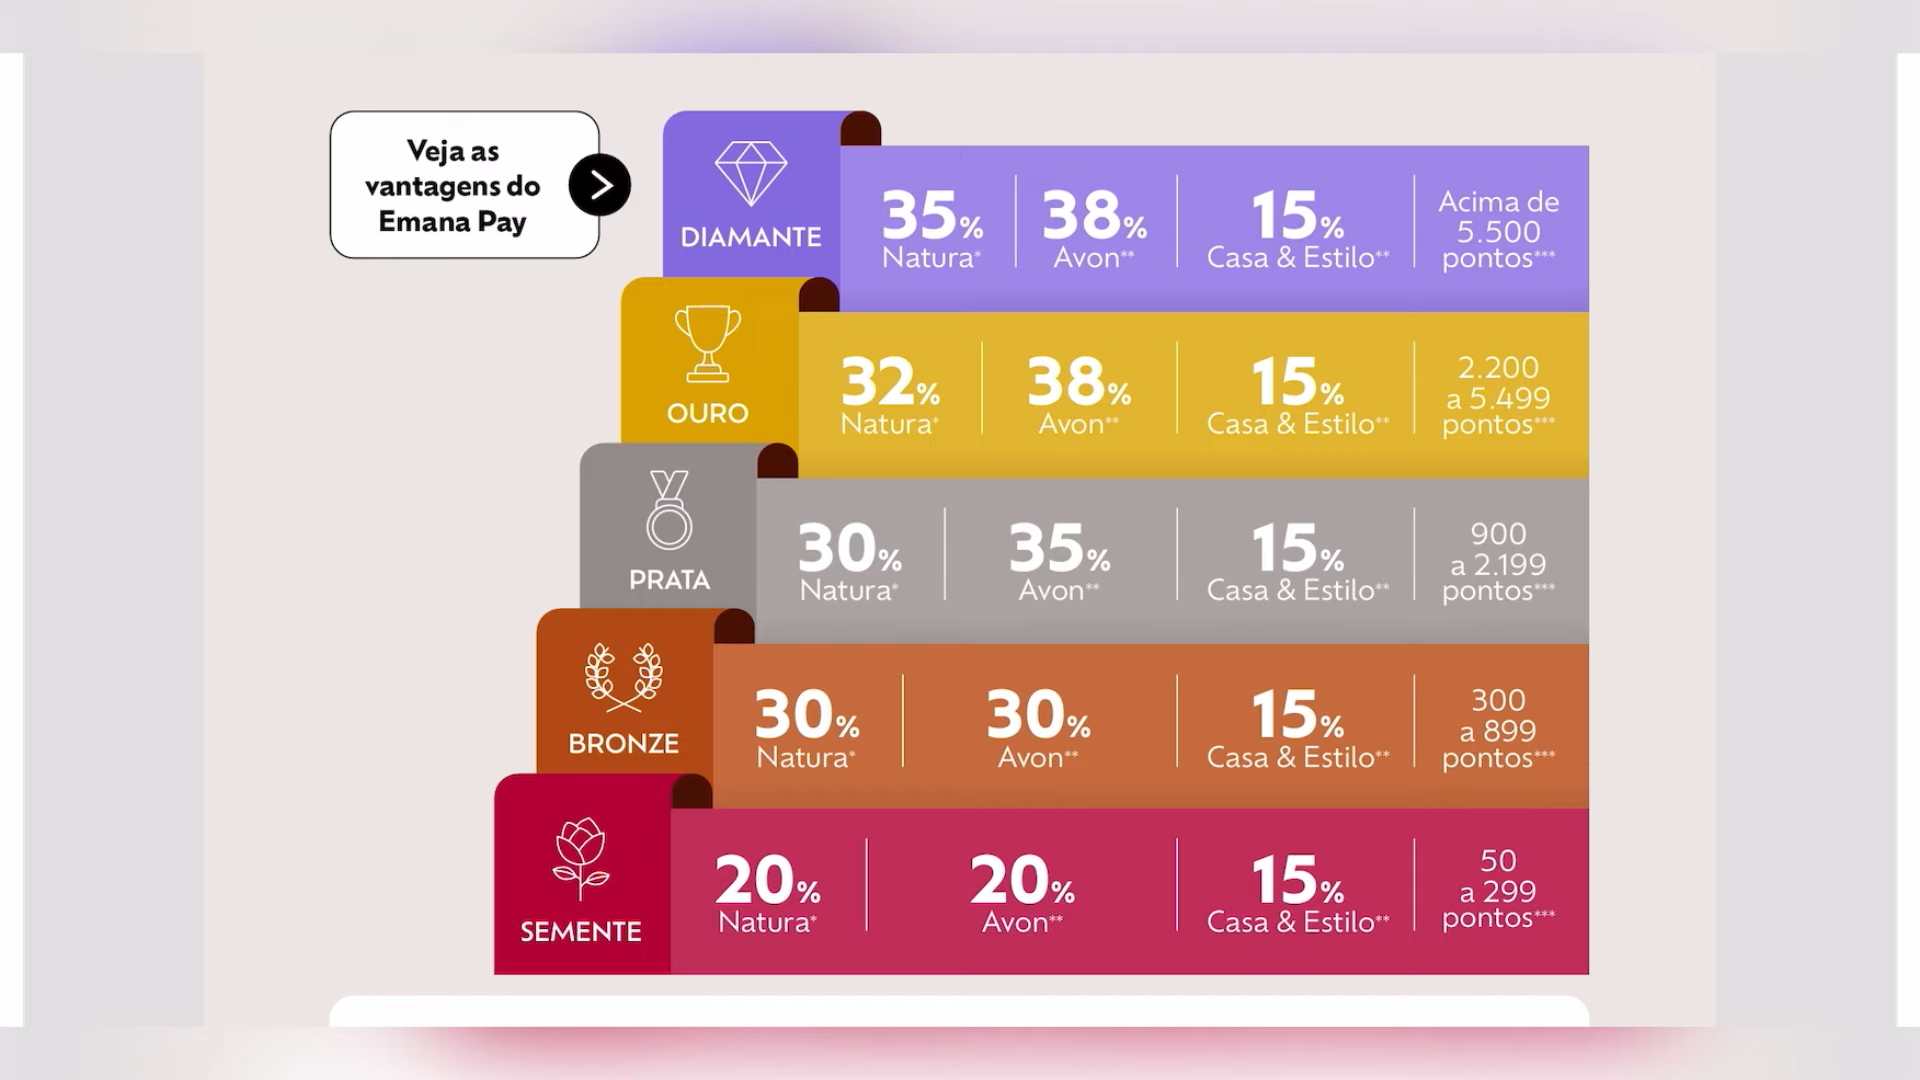 Veja as
vantagens do
Emana Pay
DIAMANTE
35% 38% 15% Acima de
5.500
Natura* Avon** Casa & Estilo** pontos***
OURO
32% 38% 15% 2.200
a 5.499
Natura* Avon** Casa & Estilo** pontos***
PRATA
30% 35% 15% 900
a 2.199
Natura* Avon** Casa & Estilo** pontos***
BRONZE
30% 30% 15% 300
a 899
Natura* Avon** Casa & Estilo** pontos***
SEMENTE
20% 20% 15% 50
a 299
Natura* Avon** Casa & Estilo** pontos***